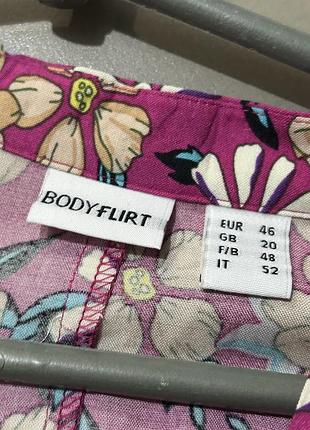 BODYFLIRT
EUR 46
GB 20
F/B 48
IT 52